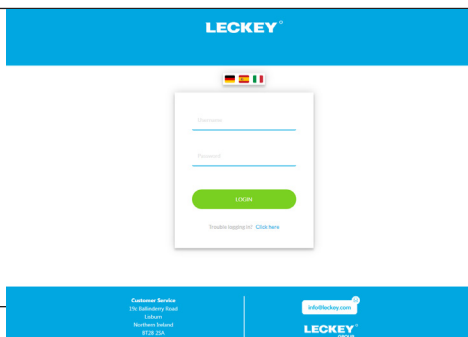 LECKEY
Username
Password
LOGIN
Trouble logging in? Click here
Customer Service
19c Ballinderry Road
Lisburn
Northern Ireland
BT28 2SA
info@leckey.com
LECKEY
GROUP